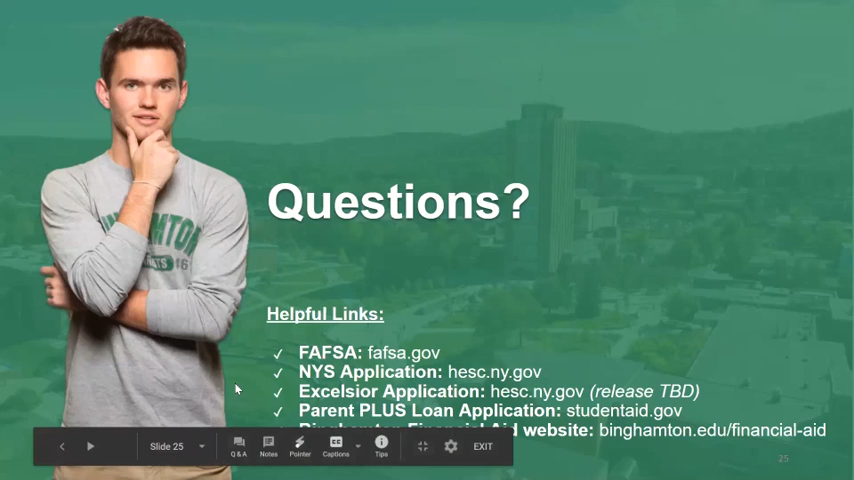 Questions?
Helpful Links:
✓ FAFSA: fafsa.gov
✓ NYS Application: hesc.ny.gov
✓ Excelsior Application: hesc.ny.gov (release TBD)
✓ Parent PLUS Loan Application: studentaid.gov
Binghamton Financial Aid website: binghamton.edu/financial-aid
Slide 25
Q & A
Notes
Pointer
Captions
Tips
EXIT
25